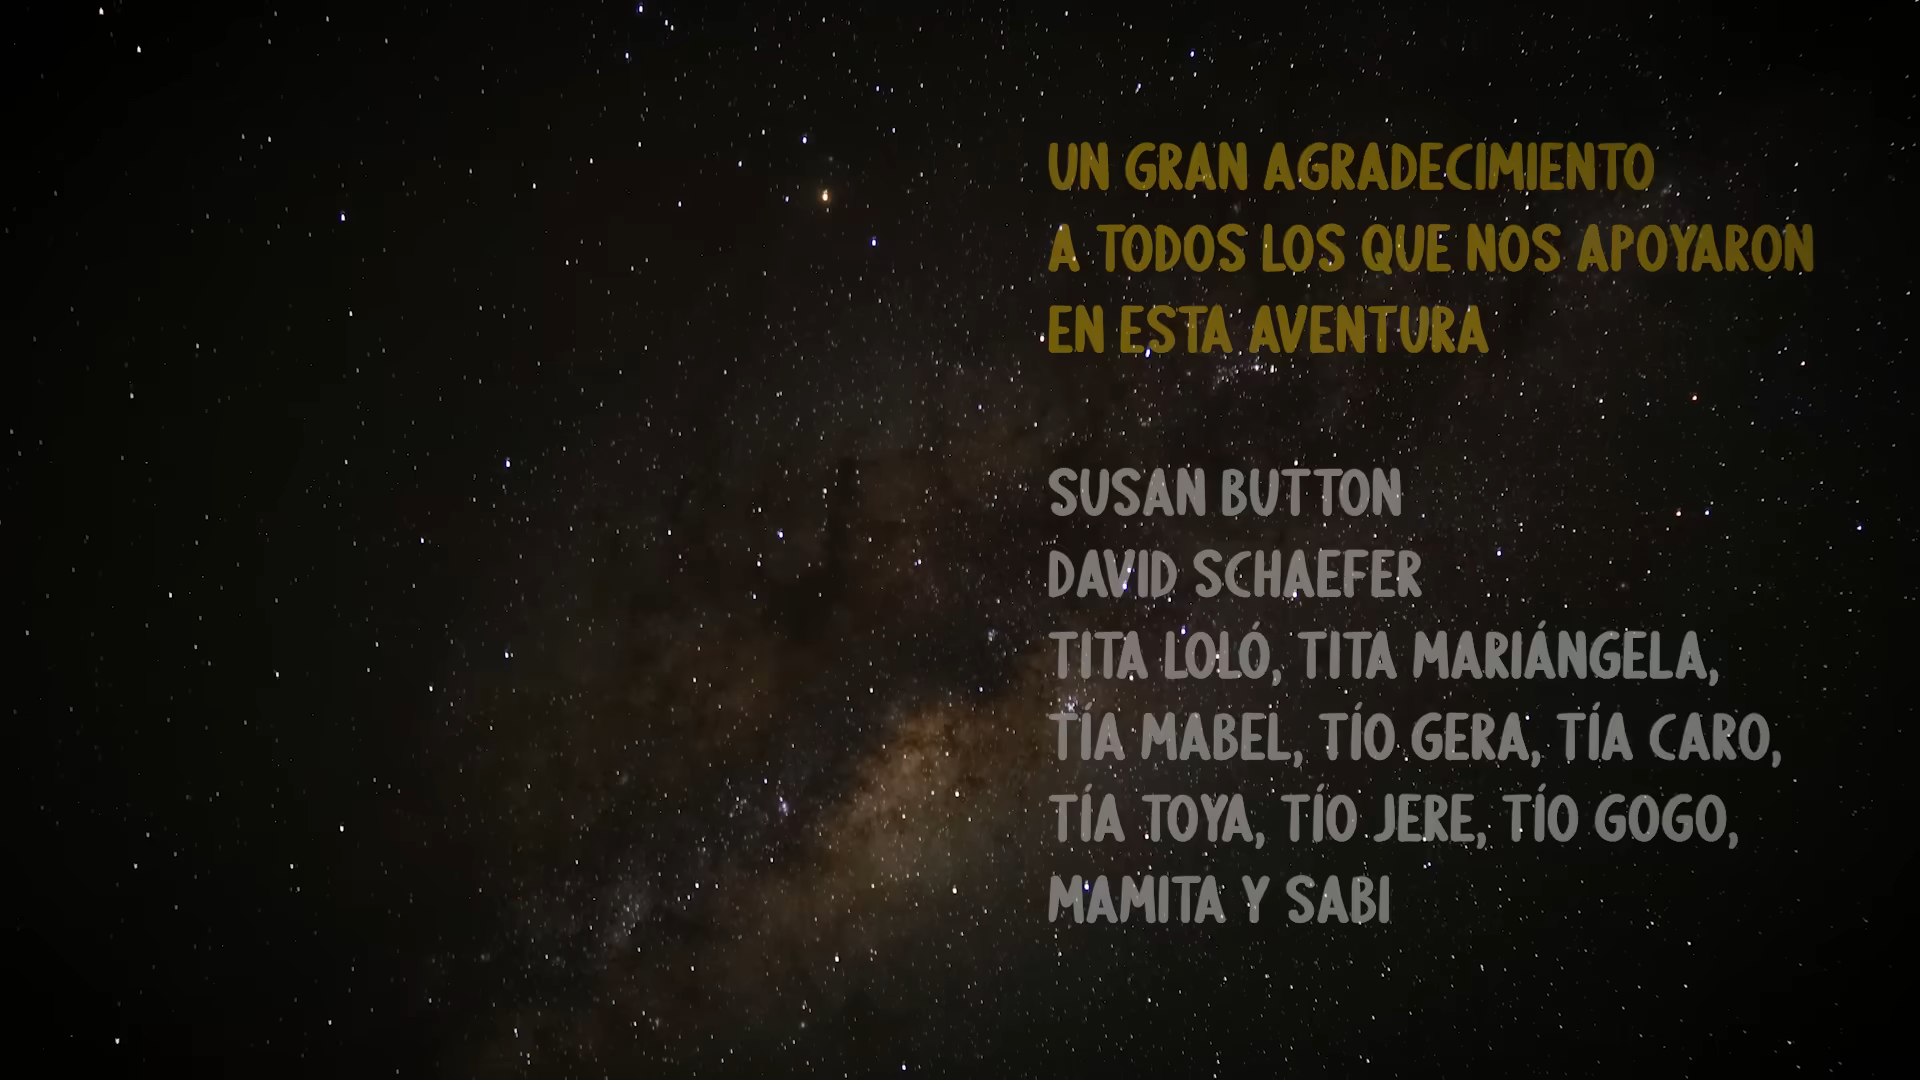 UN GRAN AGRADECIMIENTO
A TODOS LOS QUE NOS APOYARON
EN ESTA AVENTURA
SUSAN BUTTON
DAVID SCHAEFER
TITA LOLÓ, TITA MARIÁNGELA,
TÍA MABEL, TÍO GERA, TÍA CARO,
TÍA TOYA, TÍO JERE, TÍO GOGO,
MAMITA Y SABI